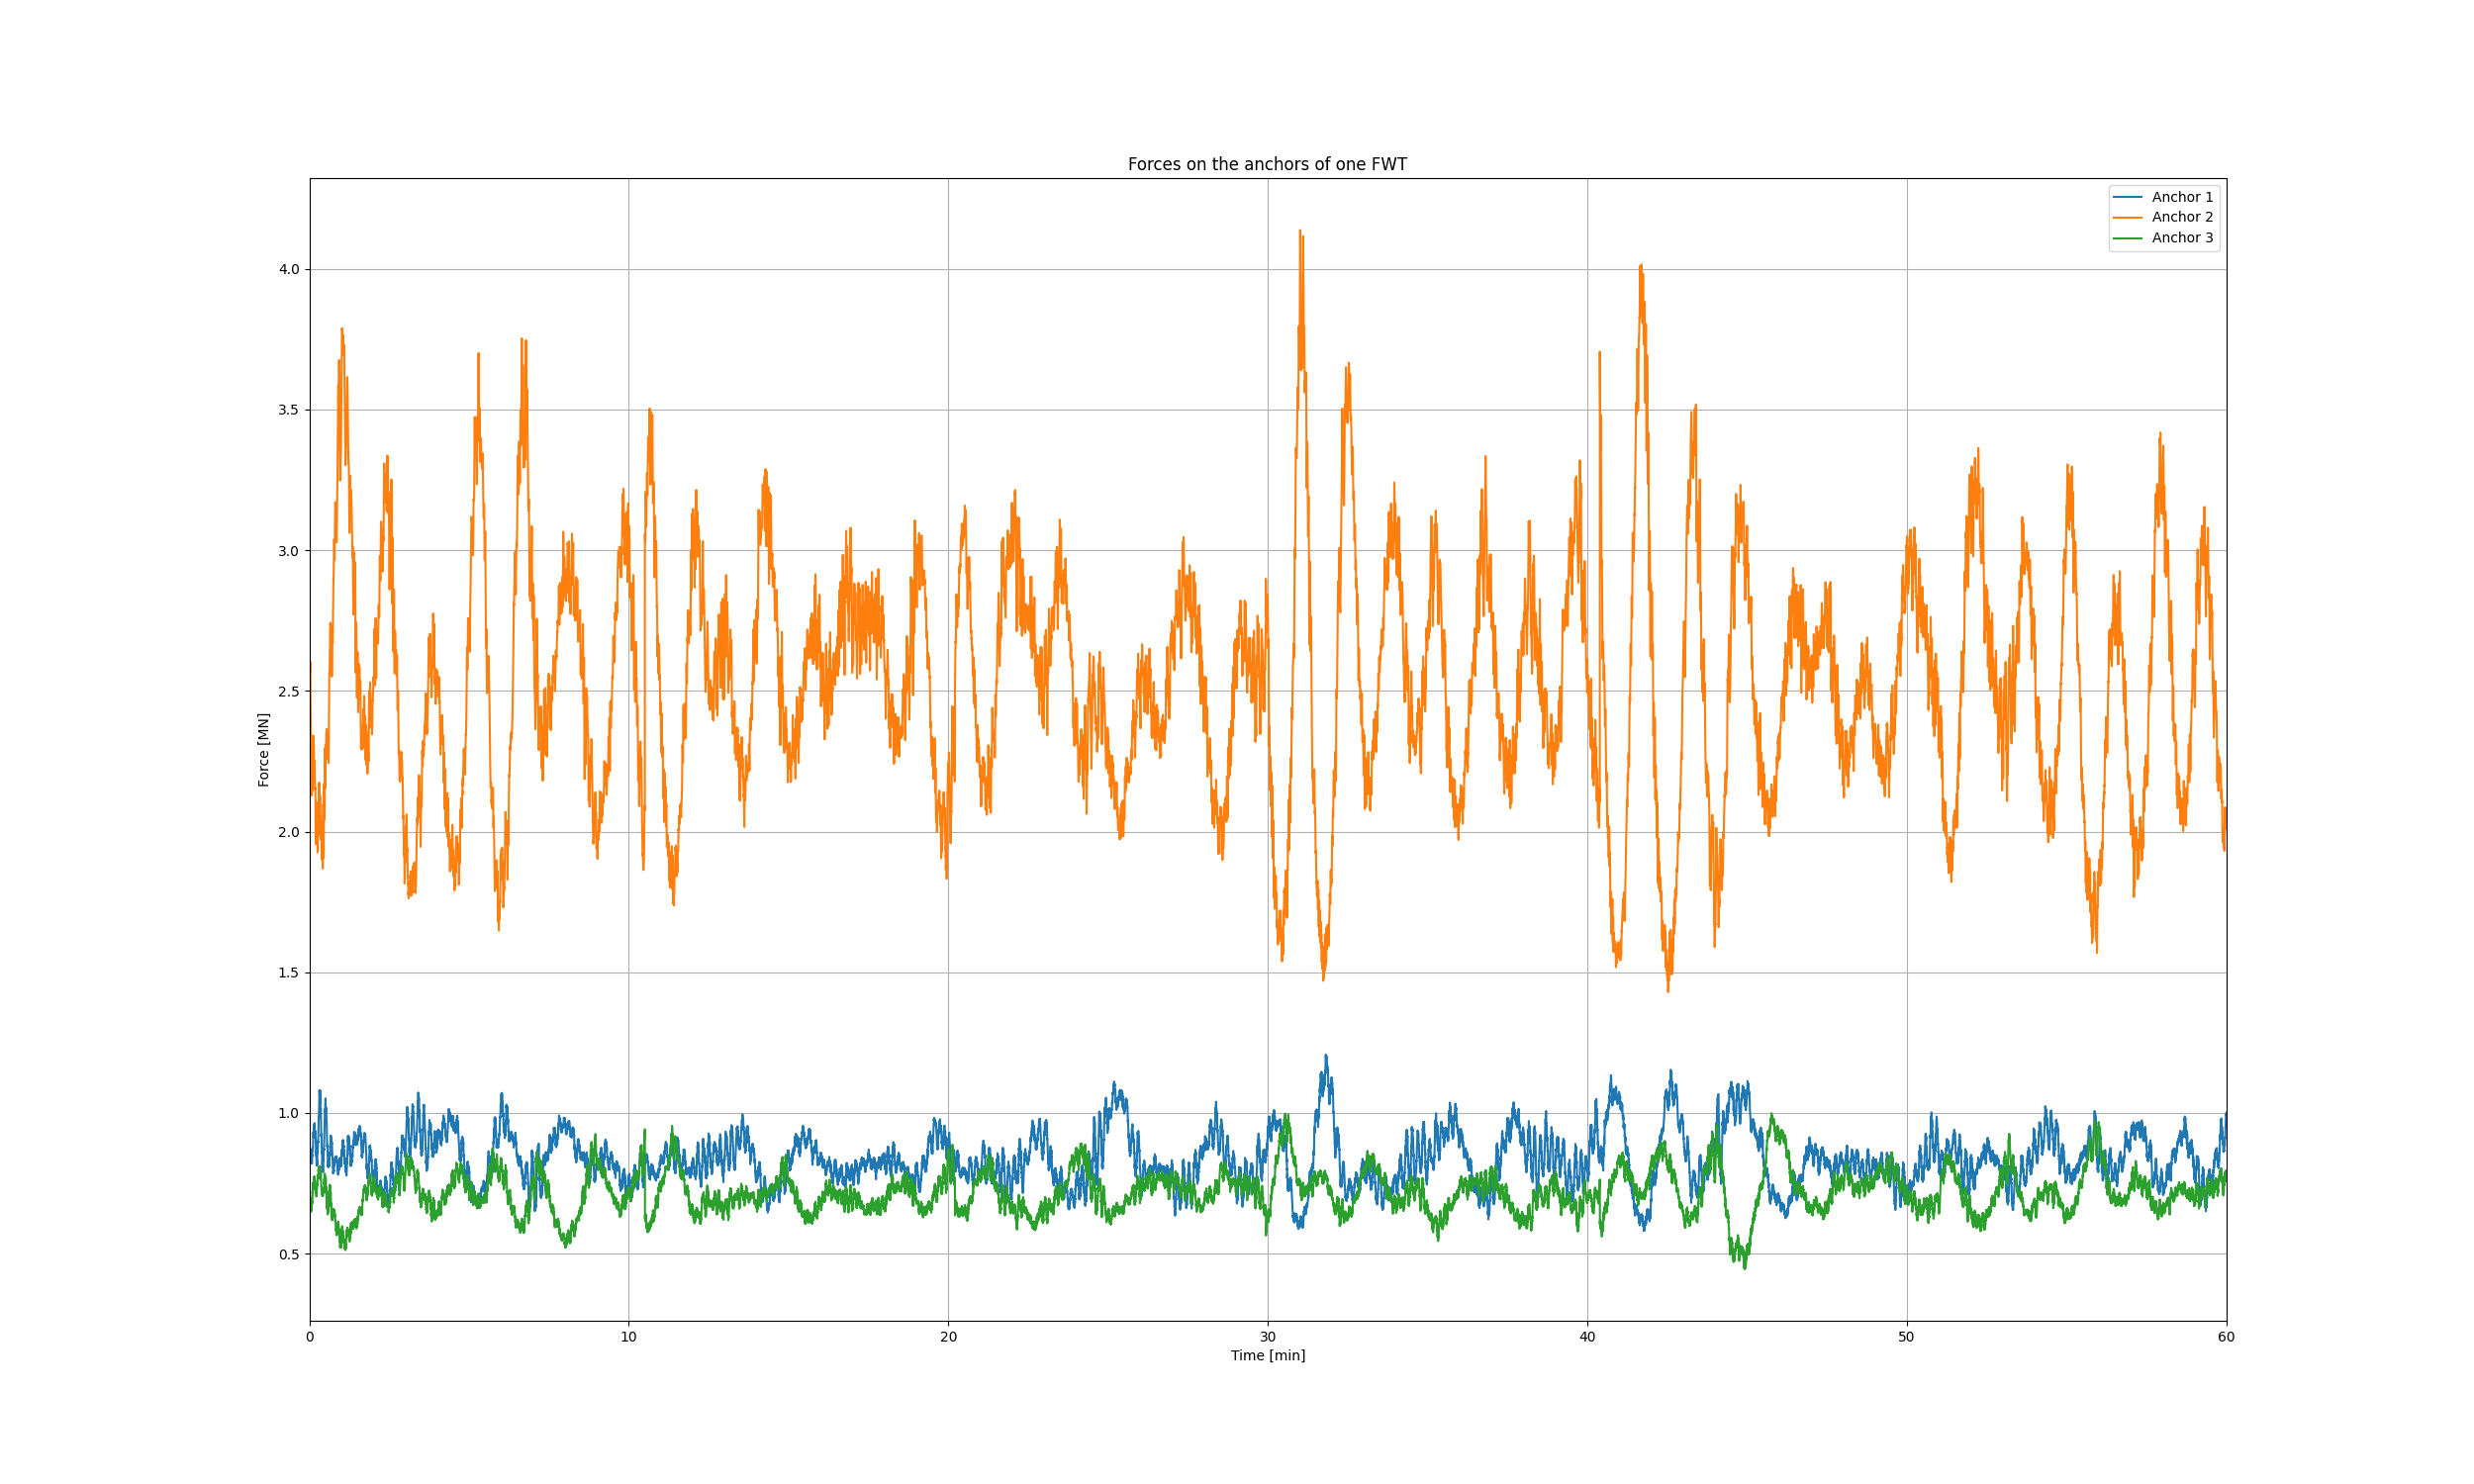 Forces on the anchors of one FWT
Anchor 1
Anchor 2
Anchor 3
4.0
3.5
3.0
2.5
2.0
1.5
1.0
0.5
Force [MN]
0 10 20 30 40 50 60
Time [min]